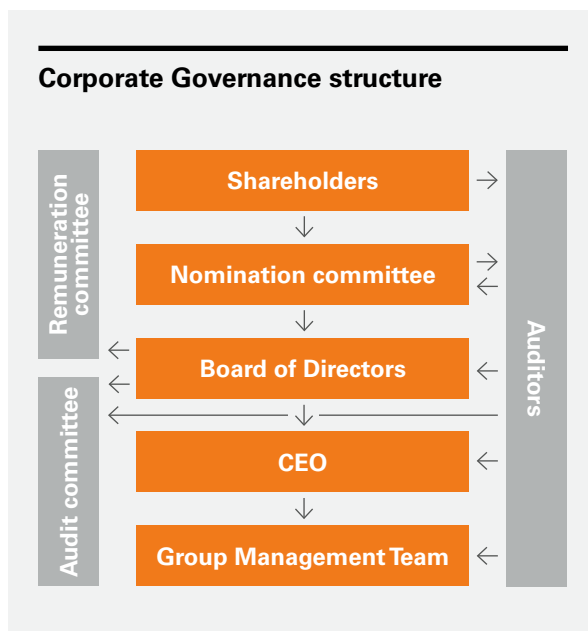 Corporate Governance structure
Remuneration
committee
Shareholders
Nomination committee
Board of Directors
Auditors
Audit committee
CEO
Group Management Team